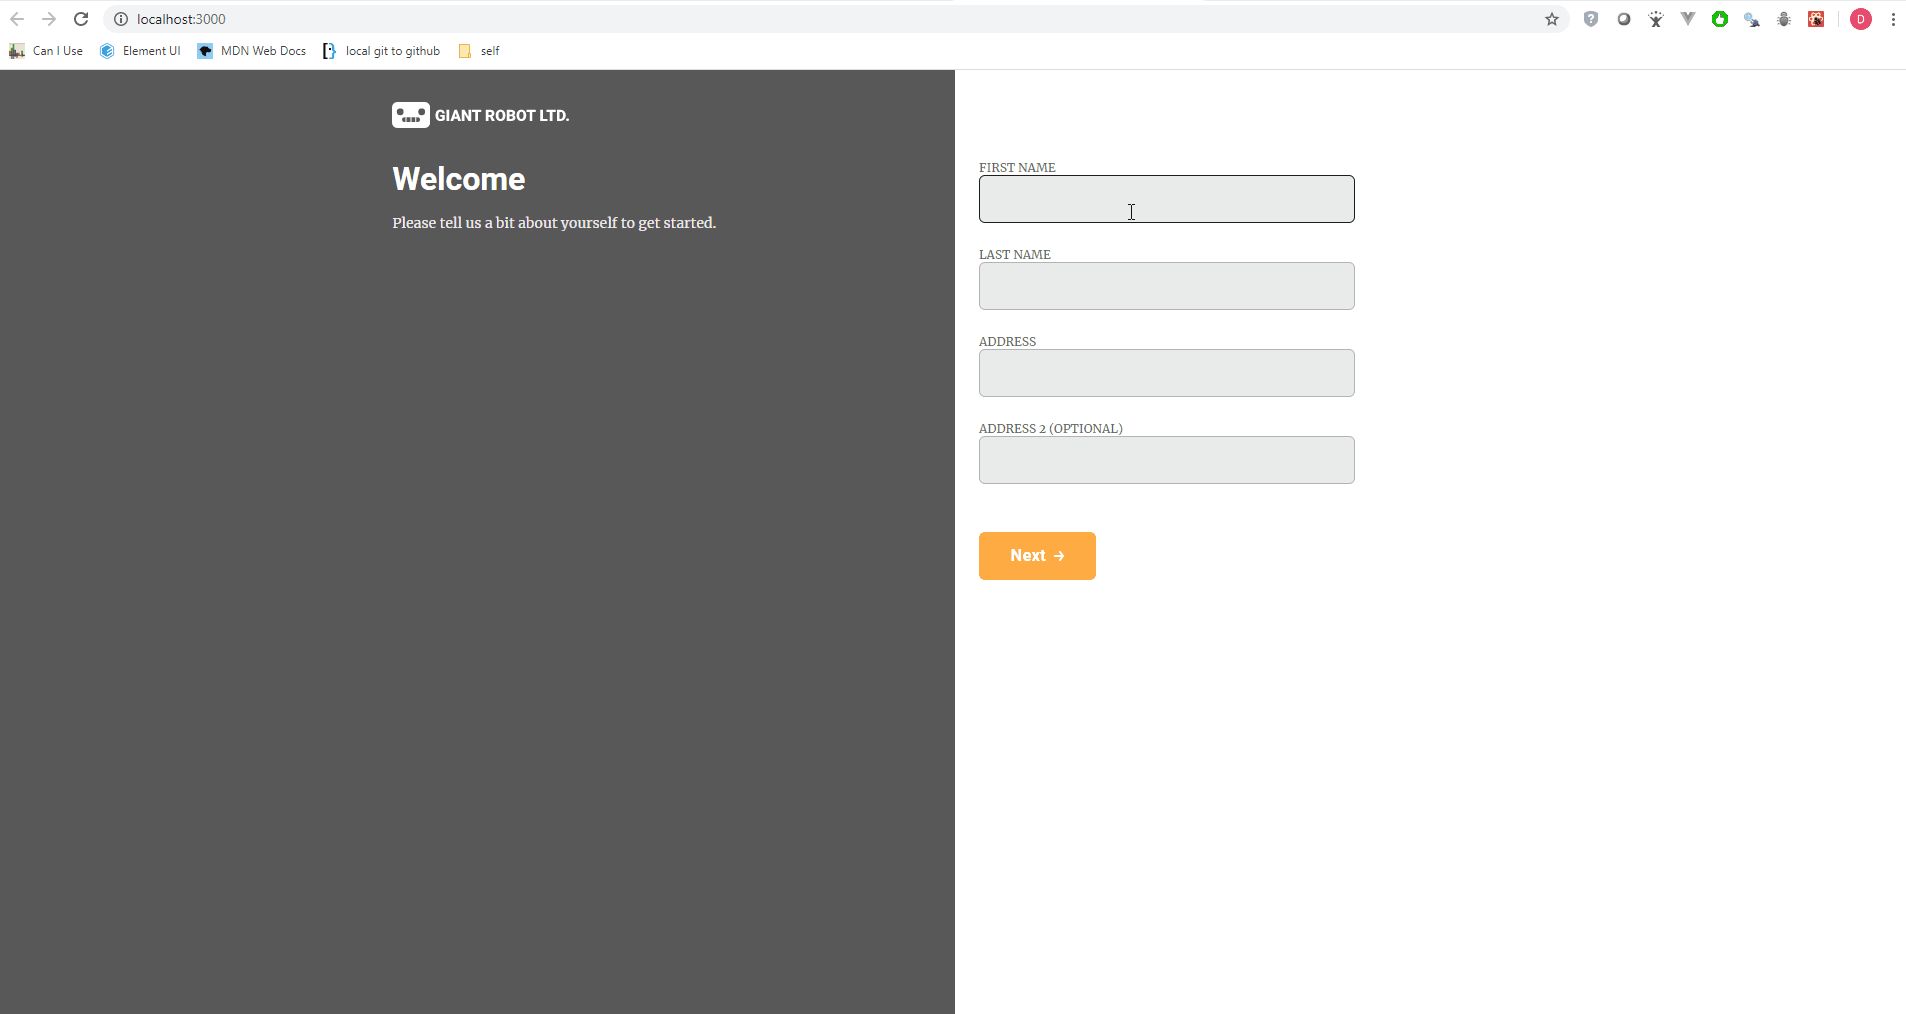 localhost:3000
D
Can I Use
Element UI
MDN Web Docs
local git to github
self
GIANT ROBOT LTD.
Welcome
Please tell us a bit about yourself to get started.
FIRST NAME
LAST NAME
ADDRESS
ADDRESS 2 (OPTIONAL)
Next →